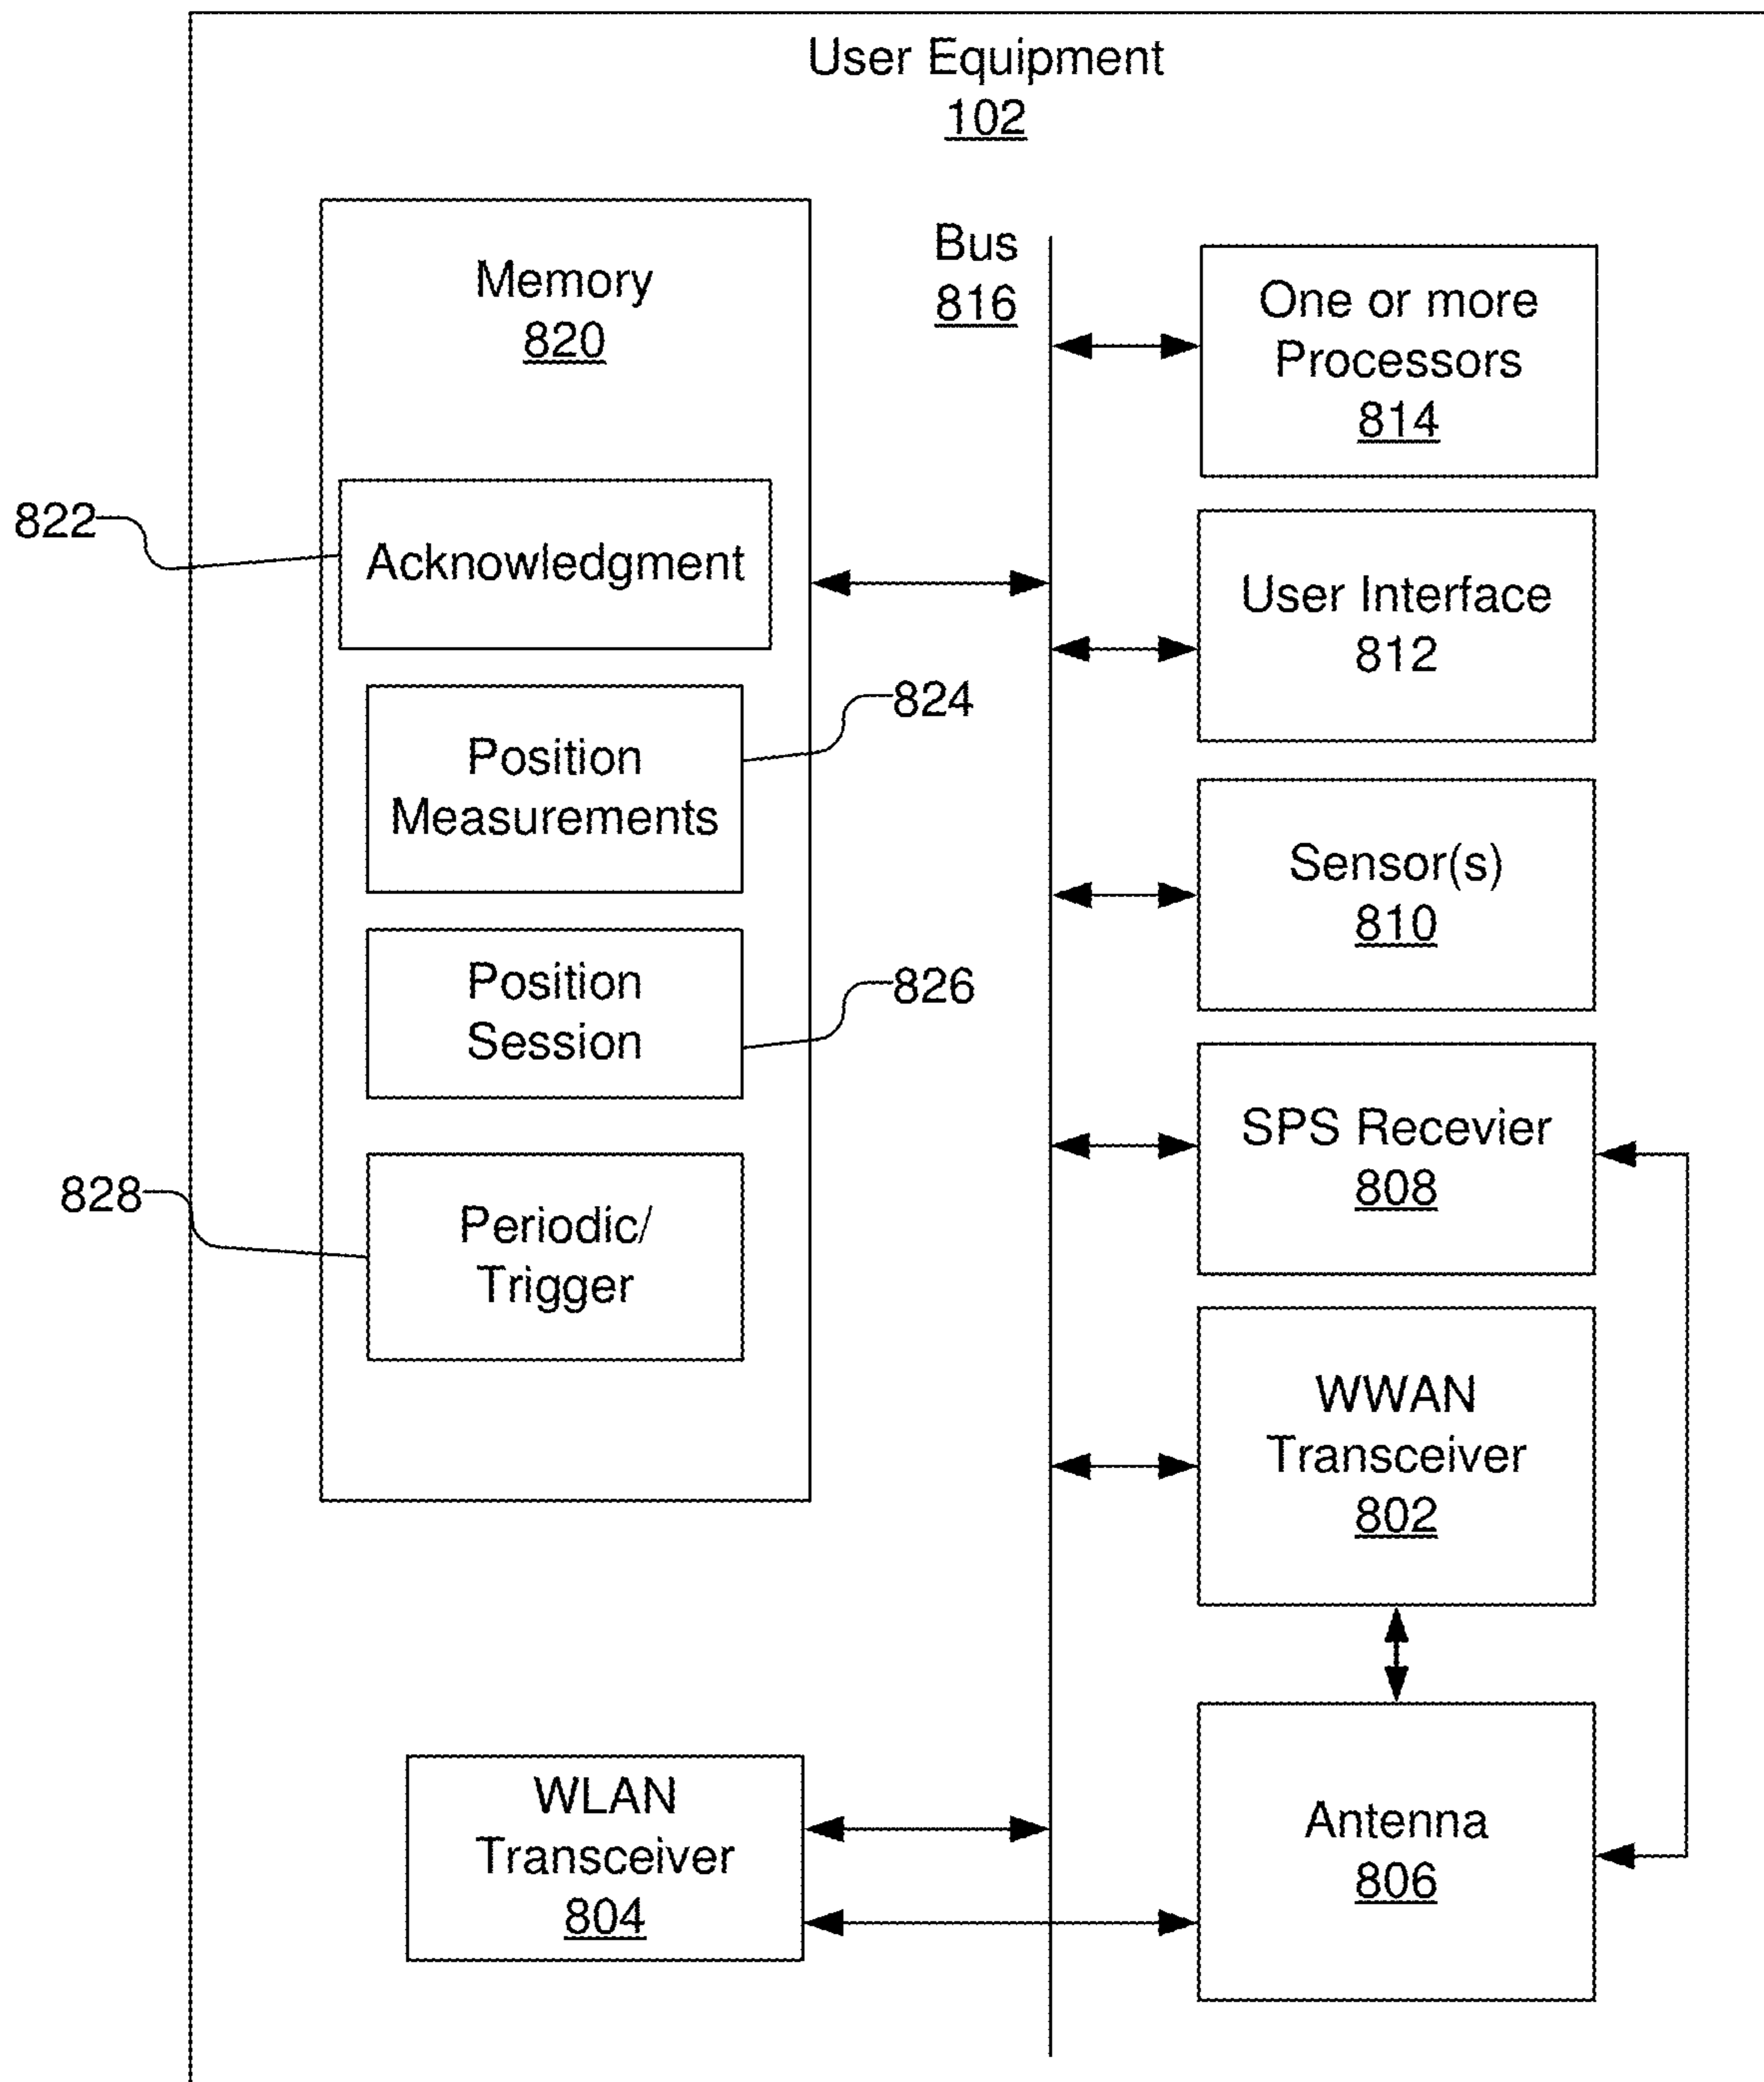 User Equipment
102
Memory
820
822
Acknowledgment
824
Position
Measurements
826
Position
Session
828
Periodic/
Trigger
Bus
816
One or more
Processors
814
User Interface
812
Sensor(s)
810
SPS Recevier
808
WWAN
Transceiver
802
WLAN
Transceiver
804
Antenna
806